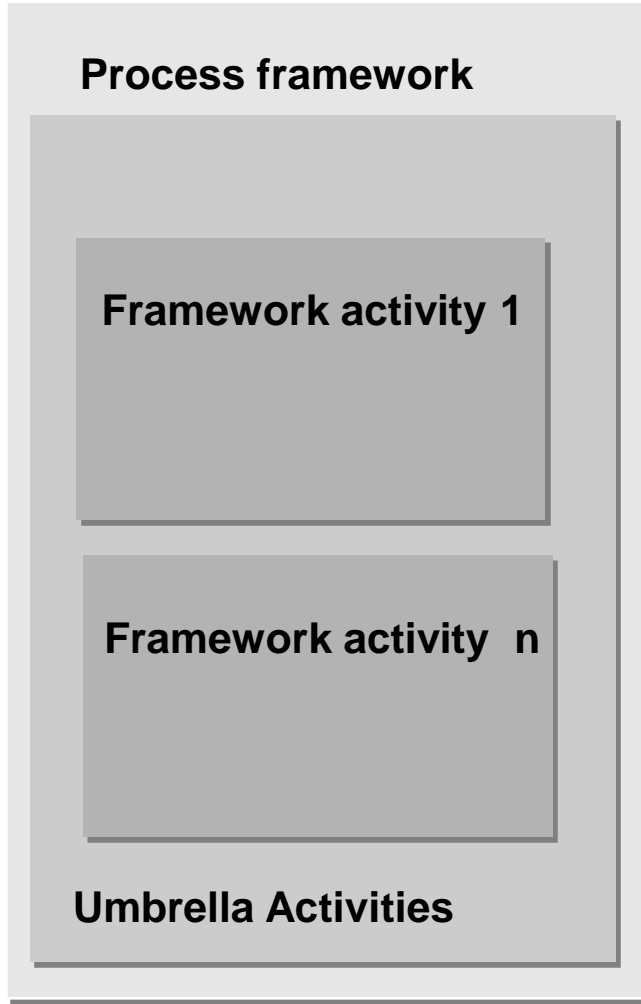 Process framework
Framework activity 1
Framework activity n
Umbrella Activities